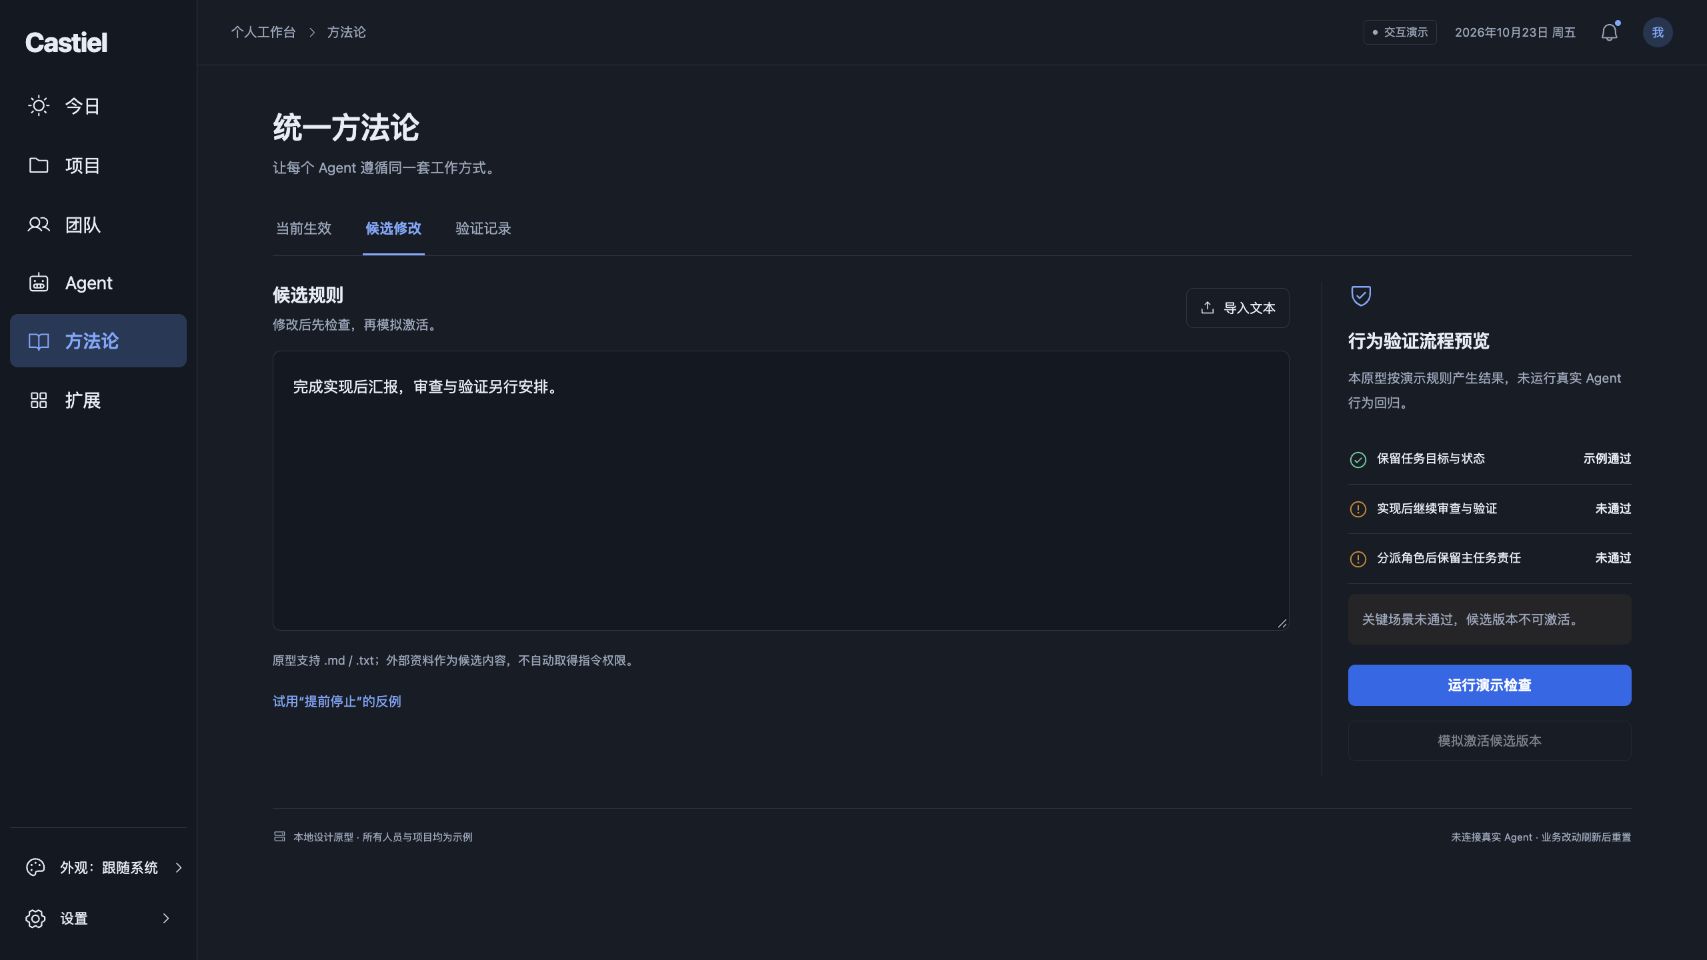 Castiel
今日
项目
团队
Agent
方法论
扩展
外观：跟随系统
设置
个人工作台
方法论
交互演示
2026年10月23日 周五
我
统一方法论
让每个 Agent 遵循同一套工作方式。
当前生效
候选修改
验证记录
候选规则
修改后先检查，再模拟激活。
导入文本
完成实现后汇报，审查与验证另行安排。
原型支持 .md / .txt；外部资料作为候选内容，不自动取得指令权限。
试用“提前停止”的反例
行为验证流程预览
本原型按演示规则产生结果，未运行真实 Agent
行为回归。
保留任务目标与状态 示例通过
实现后继续审查与验证 未通过
分派角色后保留主任务责任 未通过
关键场景未通过，候选版本不可激活。
运行演示检查
模拟激活候选版本
本地设计原型 · 所有人员与项目均为示例
未连接真实 Agent · 业务改动刷新后重置